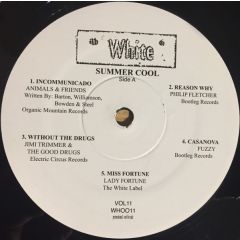 White
SUMMER COOL
Side A
1. INCOMMUNICADO
ANIMALS & FRIENDS
Written By: Barton, Williamson,
Bowden & Steel
Organic Mountain Records
2. REASON WHY
PHILIP FLETCHER
Bootleg Records
3. WITHOUT THE DRUGS
JIMI TRIMMER &
THE GOOD DRUGS
Electric Circus Records
6. CASANOVA
FUZZY
Bootleg Records
5. MISS FORTUNE
LADY FORTUNE
The White Label
VOL11
WHOO11